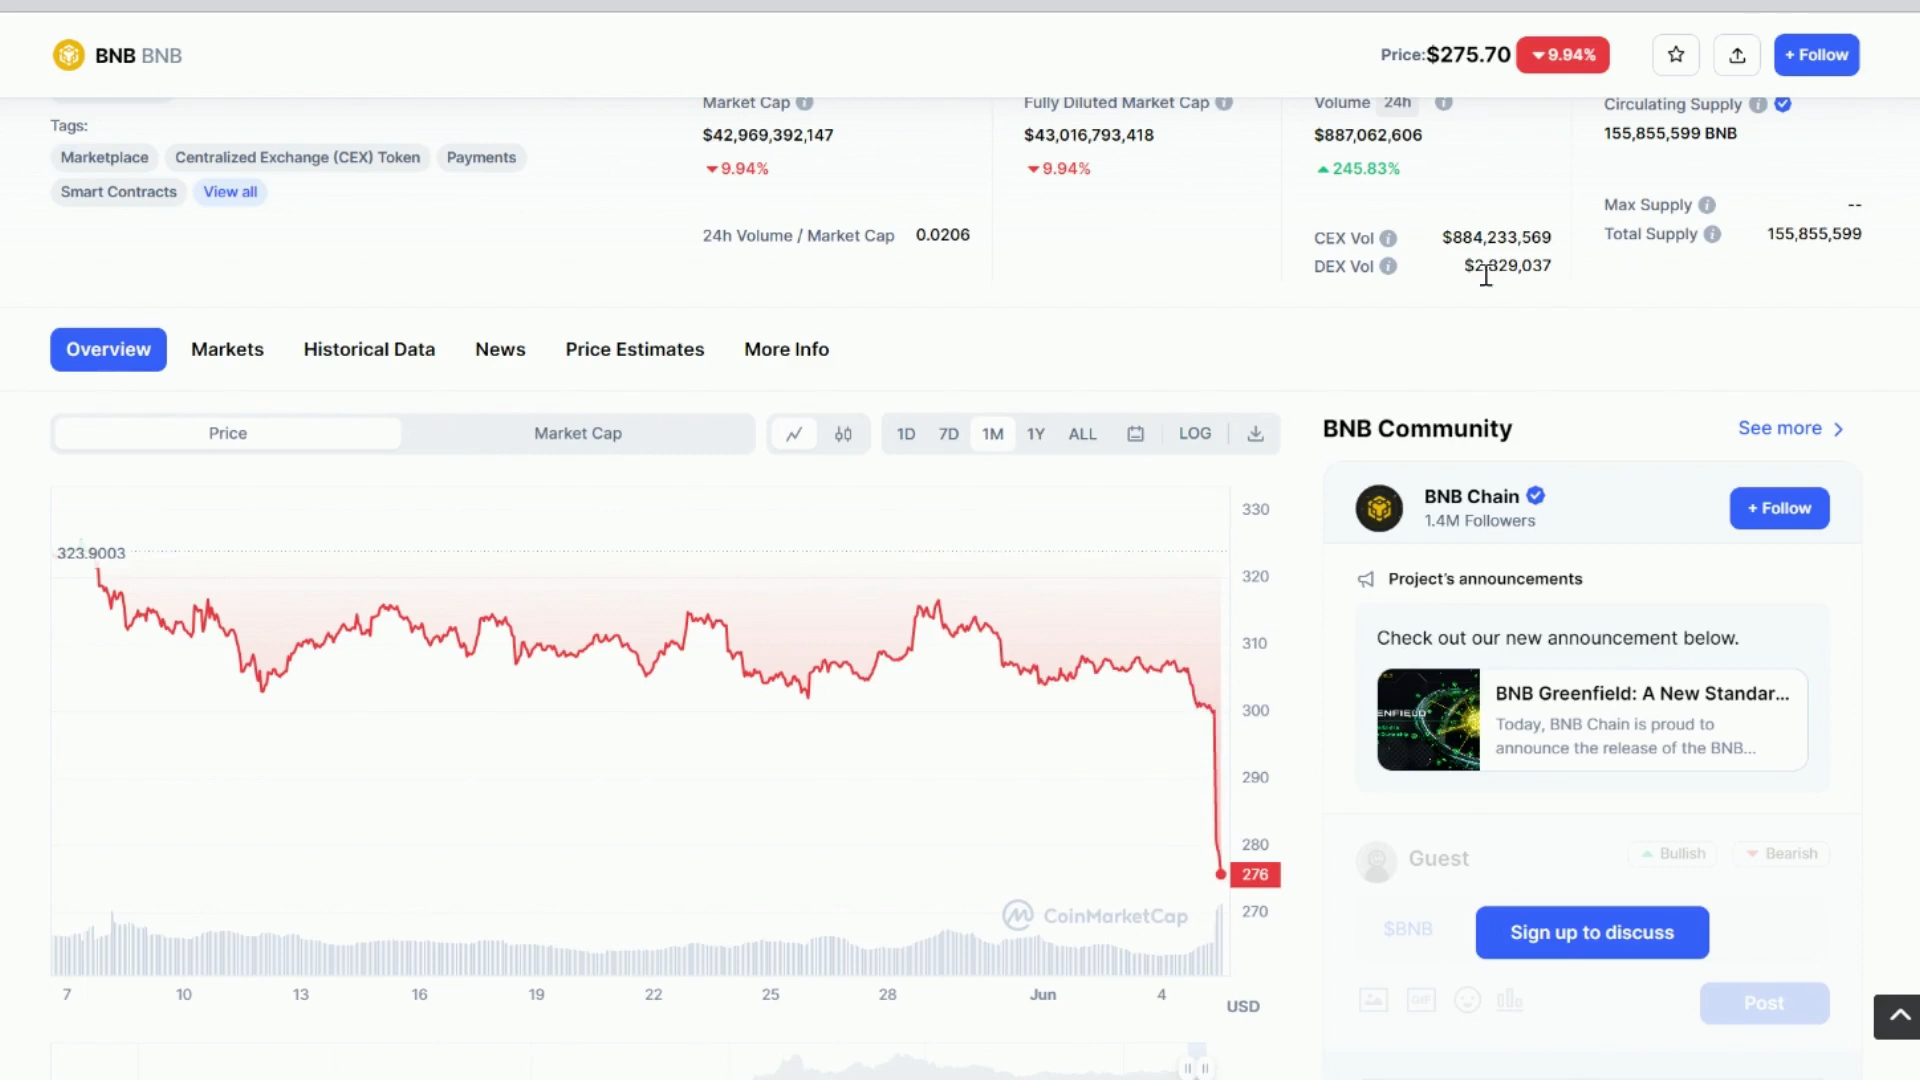 BNB BNB
Price:$275.70 9.94%
+ Follow
Tags:
Marketplace Centralized Exchange (CEX) Token Payments
Smart Contracts View all
Market Cap
$42,969,392,147
9.94%
24h Volume / Market Cap 0.0206
Fully Diluted Market Cap
$43,016,793,418
9.94%
Volume 24h
$887,062,606
245.83%
CEX Vol $884,233,569
DEX Vol $2,829,037
Circulating Supply
155,855,599 BNB
Max Supply --
Total Supply 155,855,599
Overview Markets Historical Data News Price Estimates More Info
Price Market Cap 1D 7D 1M 1Y ALL LOG
323.9003
330
320
310
300
290
280
276
270
CoinMarketCap
7 10 13 16 19 22 25 28 Jun 4
USD
BNB Community See more
BNB Chain
1.4M Followers
+ Follow
Project's announcements
Check out our new announcement below.
ENFIELD
BNB Greenfield: A New Standar...
Today, BNB Chain is proud to
announce the release of the BNB...
Guest Bullish Bearish
$BNB
Sign up to discuss
GIF
Post